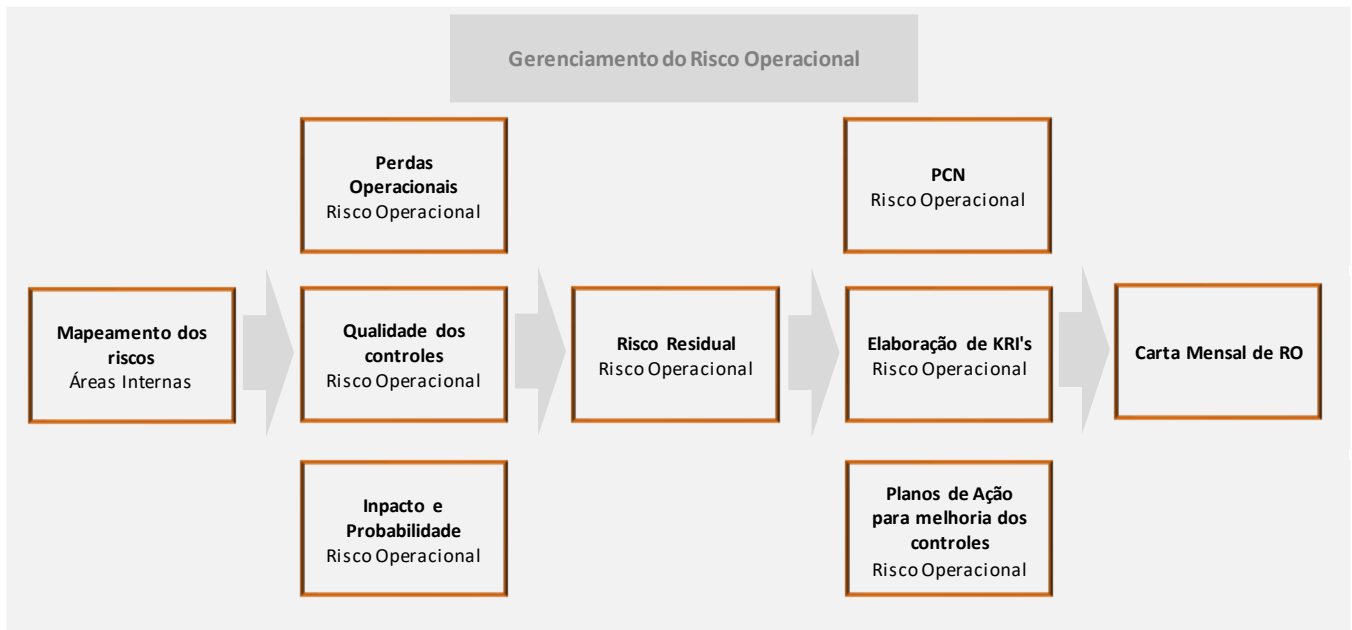 Gerenciamento do Risco Operacional
Perdas
Operacionais
Risco Operacional
PCN
Risco Operacional
Mapeamento dos
riscos
Áreas Internas
Qualidade dos
controles
Risco Operacional
Risco Residual
Risco Operacional
Elaboração de KRI's
Risco Operacional
Carta Mensal de RO
Inpacto e
Probabilidade
Risco Operacional
Planos de Ação
para melhoria dos
controles
Risco Operacional